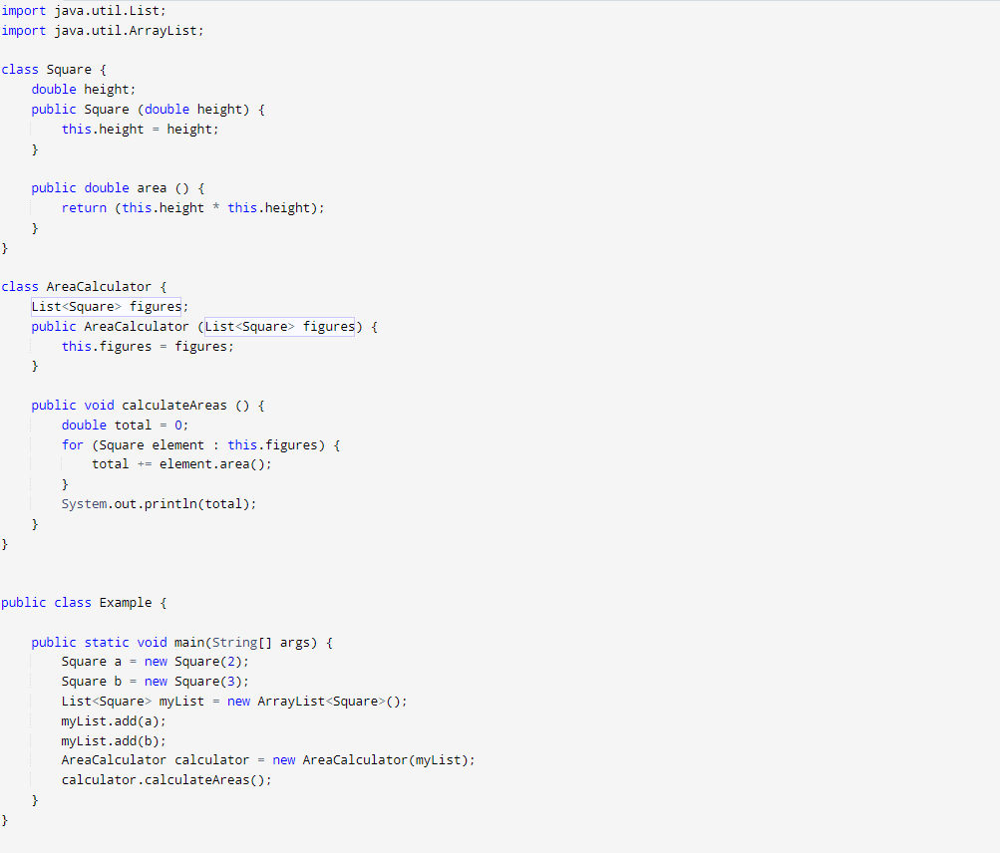 import java.util.List;
import java.util.ArrayList;
class Square {
double height;
public Square (double height) {
this.height = height;
}
public double area () {
return (this.height * this.height);
}
}
class AreaCalculator {
List<Square> figures;
public AreaCalculator (List<Square> figures) {
this.figures = figures;
}
public void calculateAreas () {
double total = 0;
for (Square element : this.figures) {
total += element.area();
}
System.out.println(total);
}
}
public class Example {
public static void main(String[] args) {
Square a = new Square(2);
Square b = new Square(3);
List<Square> myList = new ArrayList<Square>();
myList.add(a);
myList.add(b);
AreaCalculator calculator = new AreaCalculator(myList);
calculator.calculateAreas();
}
}